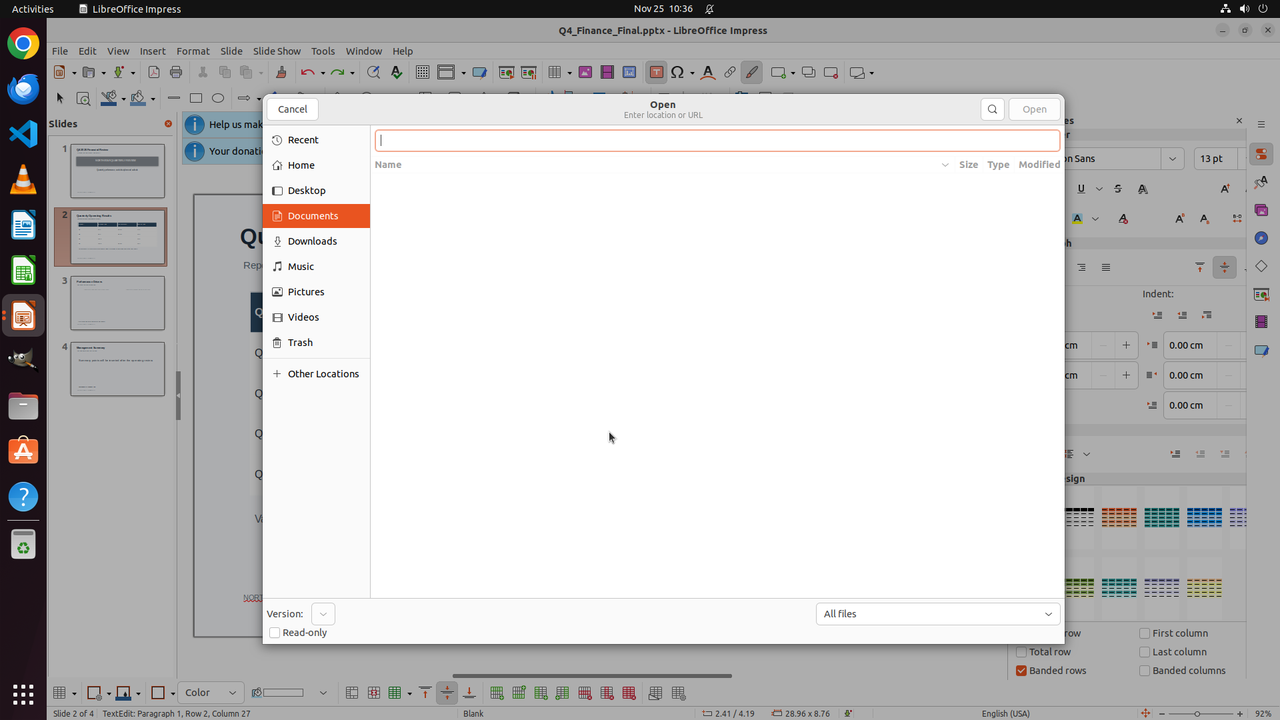 Activities
LibreOffice Impress
Nov 25 10:36
Q4_Finance_Final.pptx - LibreOffice Impress
File Edit View Insert Format Slide Slide Show Tools Window Help
Slides
Help us mak
Your donatio
Cancel
Open
Enter location or URL
Open
Recent
Home
Desktop
Documents
Downloads
Music
Pictures
Videos
Trash
Other Locations
Name
Size
Type
Modified
Version:
Read-only
All files
1
2
3
4
on Sans
13 pt
Indent:
cm
0.00 cm
cm
0.00 cm
0.00 cm
First column
Total row
Last column
Banded rows
Banded columns
Color
Slide 2 of 4
TextEdit: Paragraph 1, Row 2, Column 27
Blank
2.41 / 4.19
28.96 x 8.76
English (USA)
92%